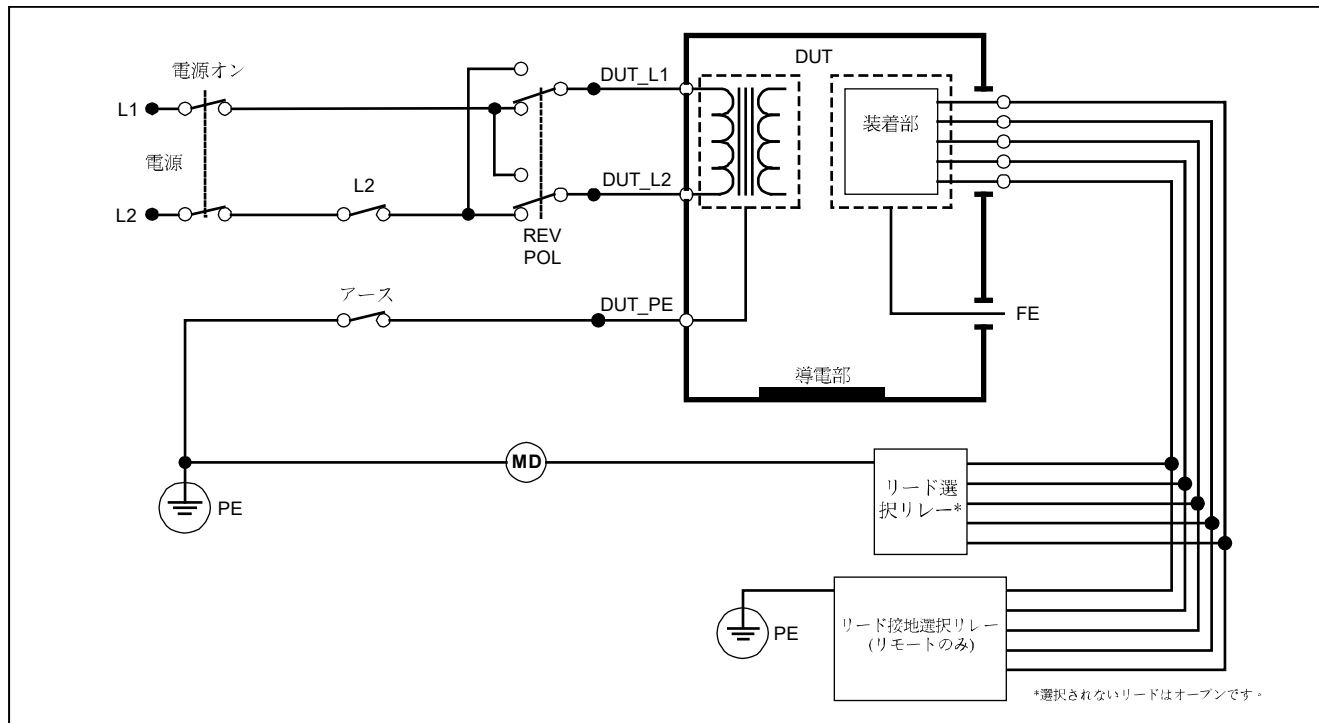 電源オン
L1
電源
L2
L2
REV
POL
DUT_L1
DUT_L2
DUT
装着部
アース
DUT_PE
FE
導電部
MD
PE
リード選
択リレー*
PE
リード接地選択リレー
(リモートのみ)
*選択されないリードはオープンです。